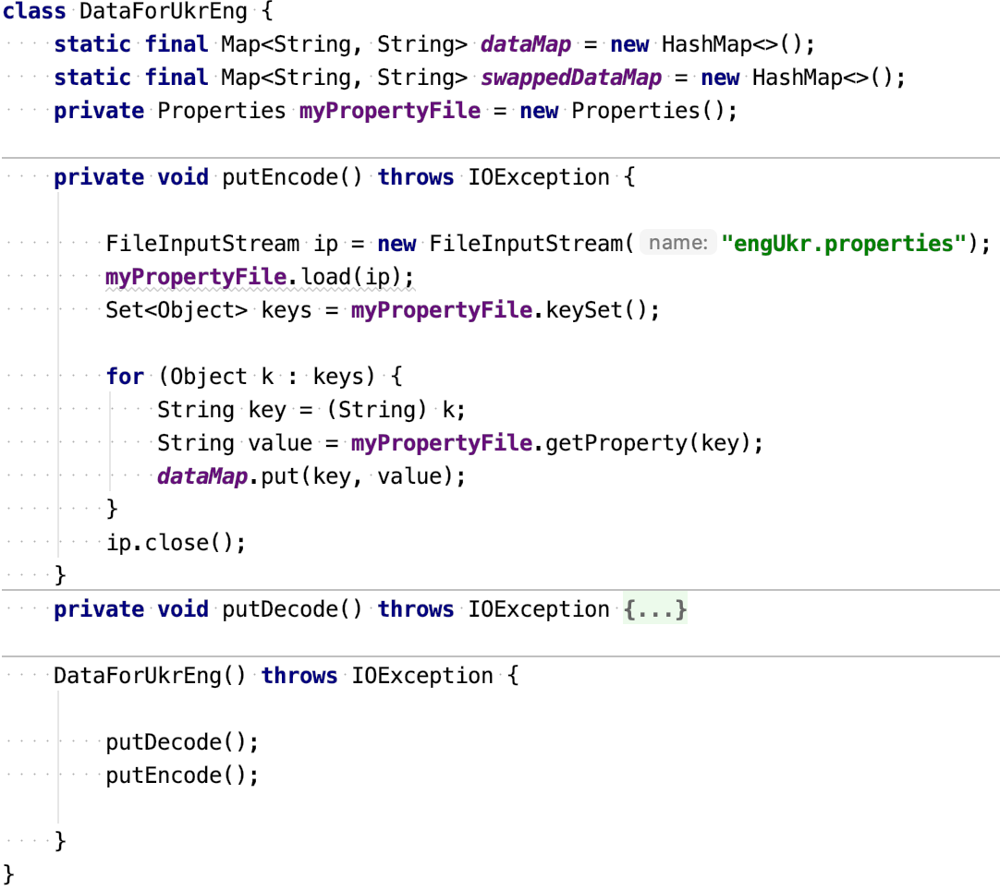 class DataForUkrEng {
    static final Map<String, String> dataMap = new HashMap<>();
    static final Map<String, String> swappedDataMap = new HashMap<>();
    private Properties myPropertyFile = new Properties();

    private void putEncode() throws IOException {

        FileInputStream ip = new FileInputStream( name: "engUkr.properties");
        myPropertyFile.load(ip);
        Set<Object> keys = myPropertyFile.keySet();

        for (Object k : keys) {
            String key = (String) k;
            String value = myPropertyFile.getProperty(key);
            dataMap.put(key, value);
        }
        ip.close();
    }
    private void putDecode() throws IOException {...}

    DataForUkrEng() throws IOException {

        putDecode();
        putEncode();

    }
}